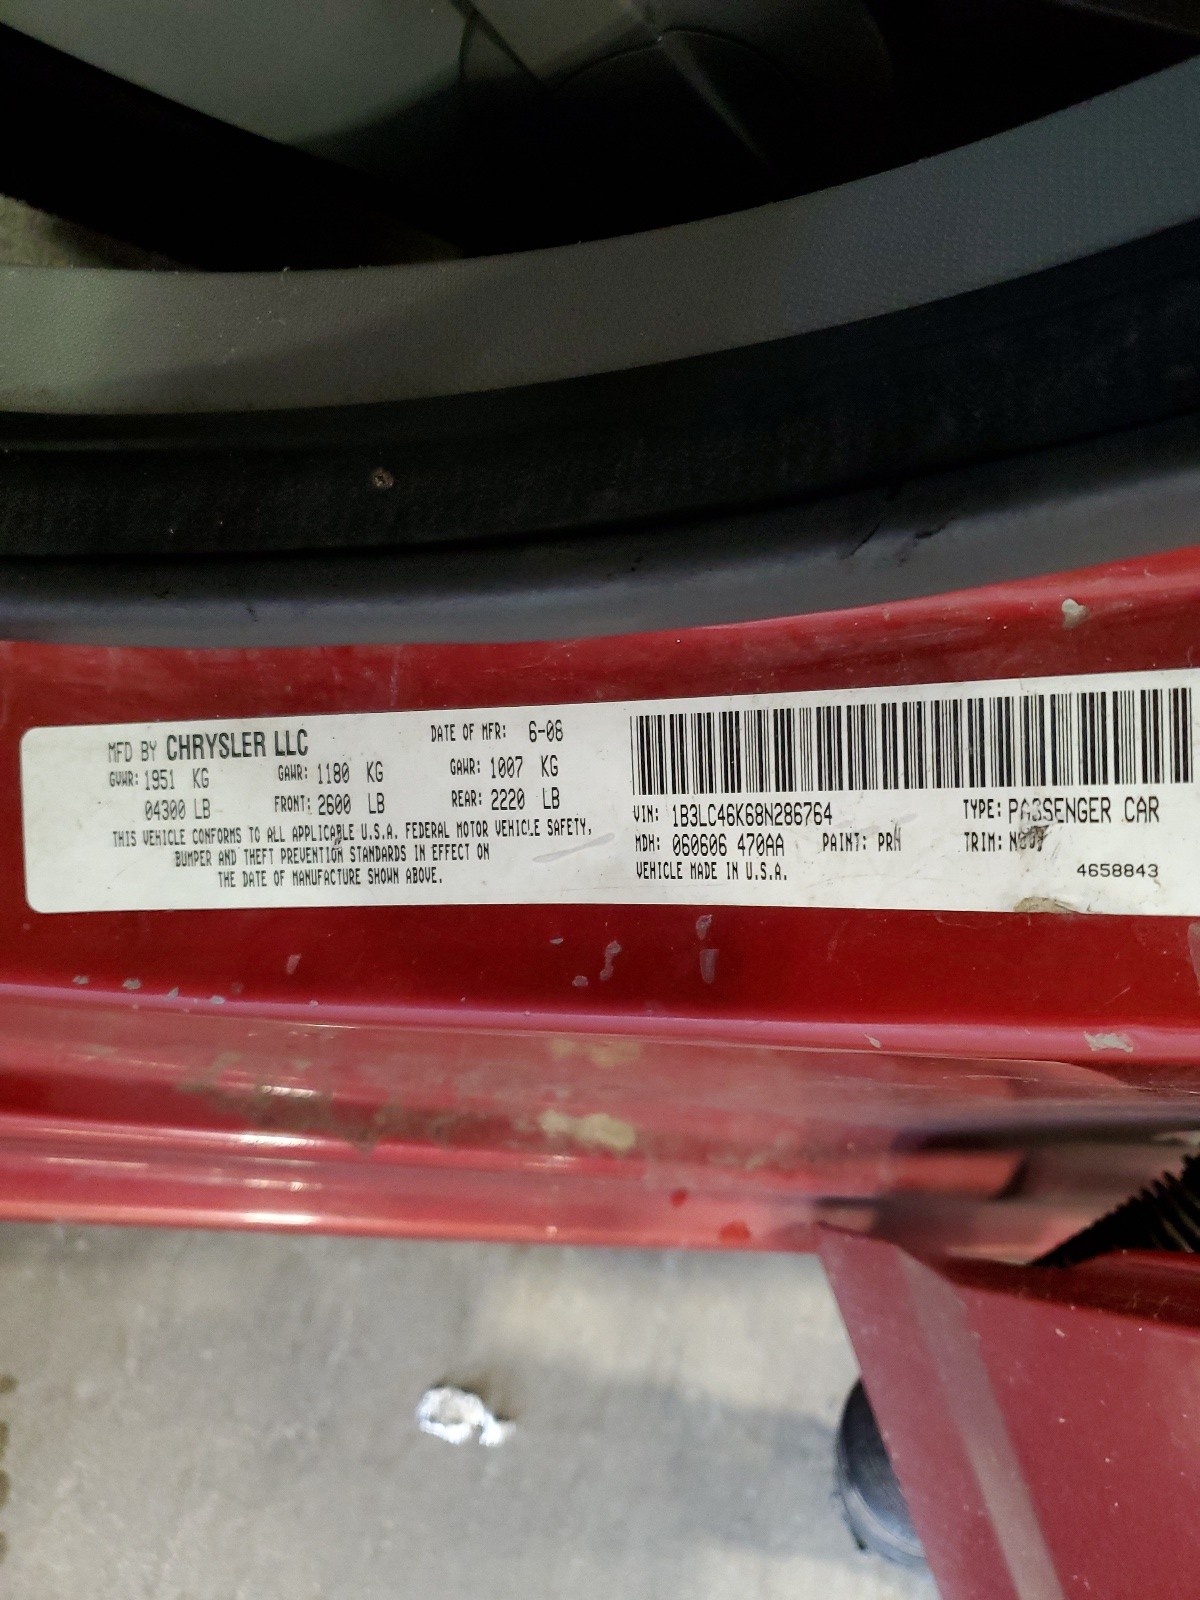 MFD BY CHRYSLER LLC DATE OF MFR: 6-08
GVWR: 1951 KG GAWR: 1180 KG GAWR: 1007 KG
04300 LB FRONT: 2600 LB REAR: 2220 LB
THIS VEHICLE CONFORMS TO ALL APPLICABLE U.S.A. FEDERAL MOTOR VEHICLE SAFETY,
BUMPER AND THEFT PREVENTION STANDARDS IN EFFECT ON
THE DATE OF MANUFACTURE SHOWN ABOVE.
VIN: 1B3LC46K68N286764 TYPE: PASSENGER CAR
MDH: 060606 470AA PAINT: PRH TRIM:
VEHICLE MADE IN U.S.A. 4658843